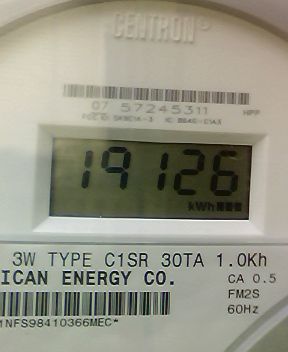 CENTRON®
07 57245311 HPP
19126
kWh
3W TYPE C1SR 30TA 1.0Kh
ICAN ENERGY CO. CA 0.5
FM2S
60Hz
1NFS98410366MEC*